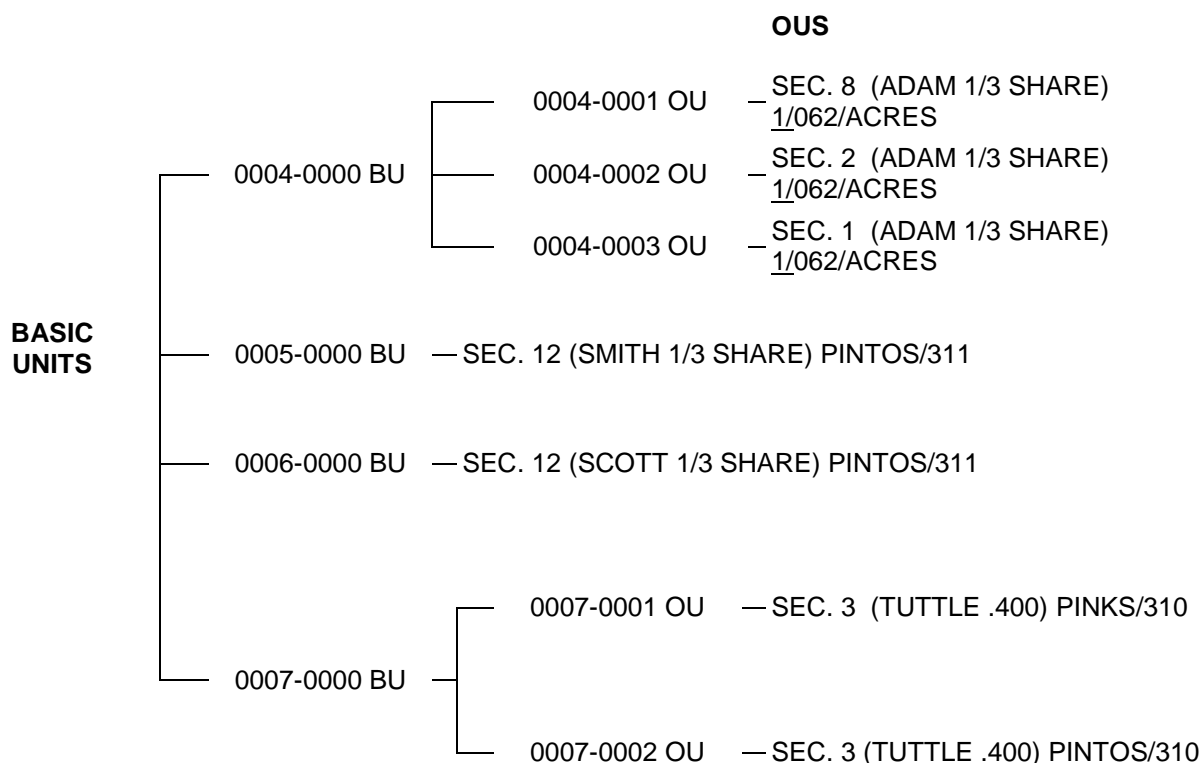 OUS
0004-0001 OU
SEC. 8 (ADAM 1/3 SHARE)
1/062/ACRES
0004-0000 BU
0004-0002 OU
SEC. 2 (ADAM 1/3 SHARE)
1/062/ACRES
0004-0003 OU
SEC. 1 (ADAM 1/3 SHARE)
1/062/ACRES
BASIC
UNITS
0005-0000 BU
SEC. 12 (SMITH 1/3 SHARE) PINTOS/311
0006-0000 BU
SEC. 12 (SCOTT 1/3 SHARE) PINTOS/311
0007-0001 OU
SEC. 3 (TUTTLE .400) PINKS/310
0007-0000 BU
0007-0002 OU
SEC. 3 (TUTTLE .400) PINTOS/310